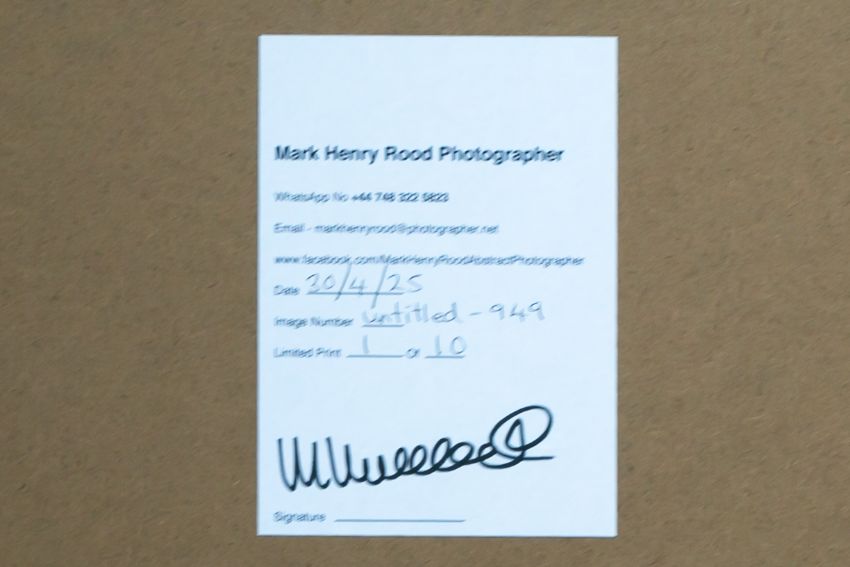 Mark Henry Rood Photographer
WhatsApp No +44 748 322 5823
Email - markhenryrood@photographer.net
www.facebook.com/MarkHenryRoodAbstractPhotographer
Date 30/4/25
Image Number untitled - 949
Limited Print 1 of 10
Signature